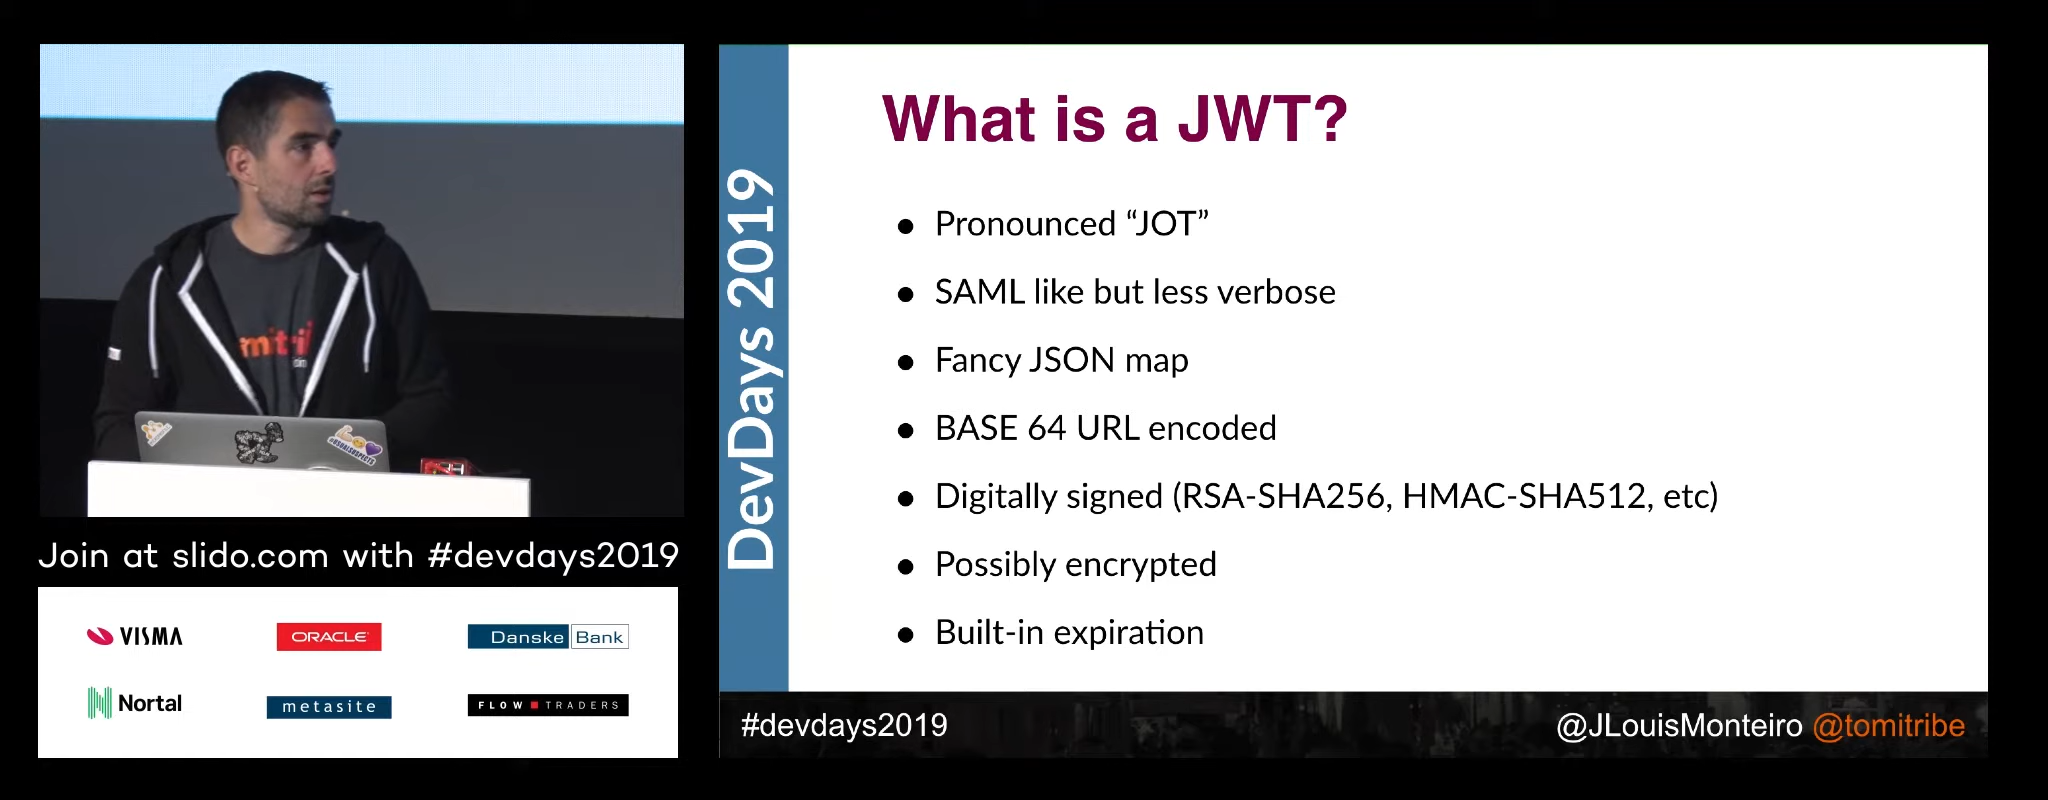 Join at slido.com with #devdays2019
VISMA
ORACLE
Danske Bank
Nortal
metasite
FLOW TRADERS
DevDays 2019
What is a JWT?
● Pronounced “JOT”
● SAML like but less verbose
● Fancy JSON map
● BASE 64 URL encoded
● Digitally signed (RSA-SHA256, HMAC-SHA512, etc)
● Possibly encrypted
● Built-in expiration
#devdays2019
@JLouisMonteiro @tomitribe